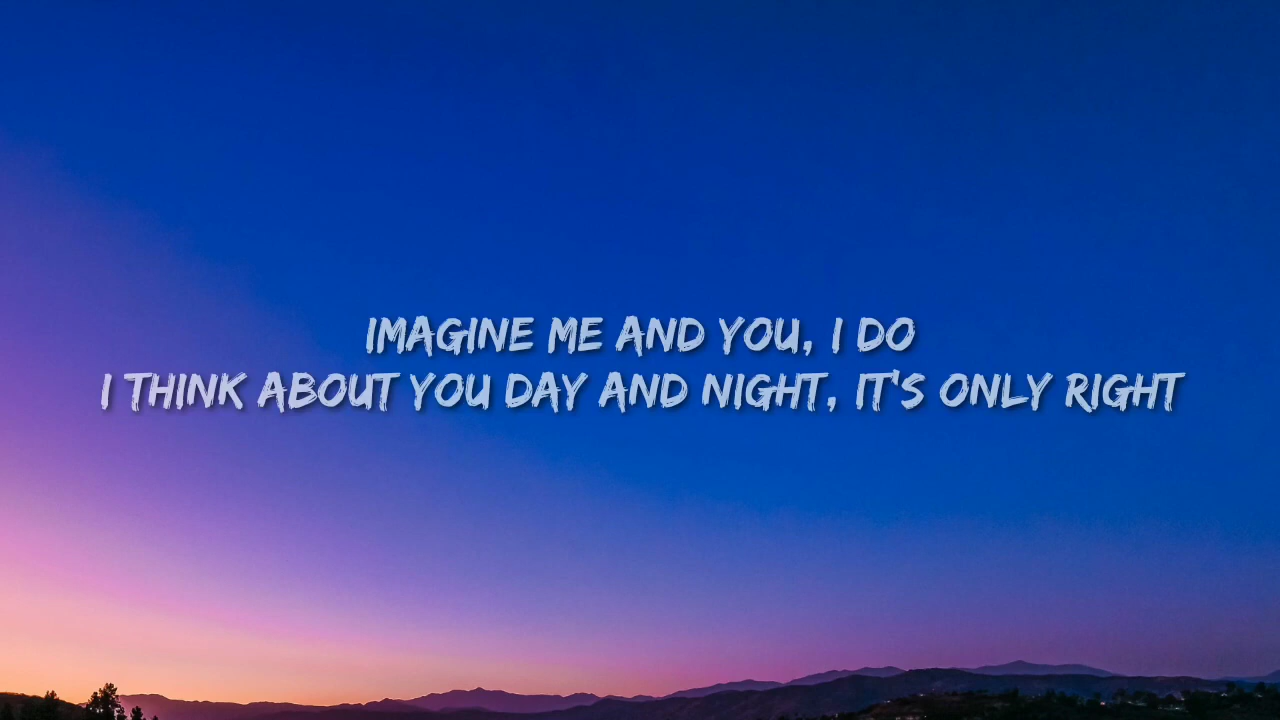 IMAGINE ME AND YOU, I DO
I THINK ABOUT YOU DAY AND NIGHT, IT'S ONLY RIGHT